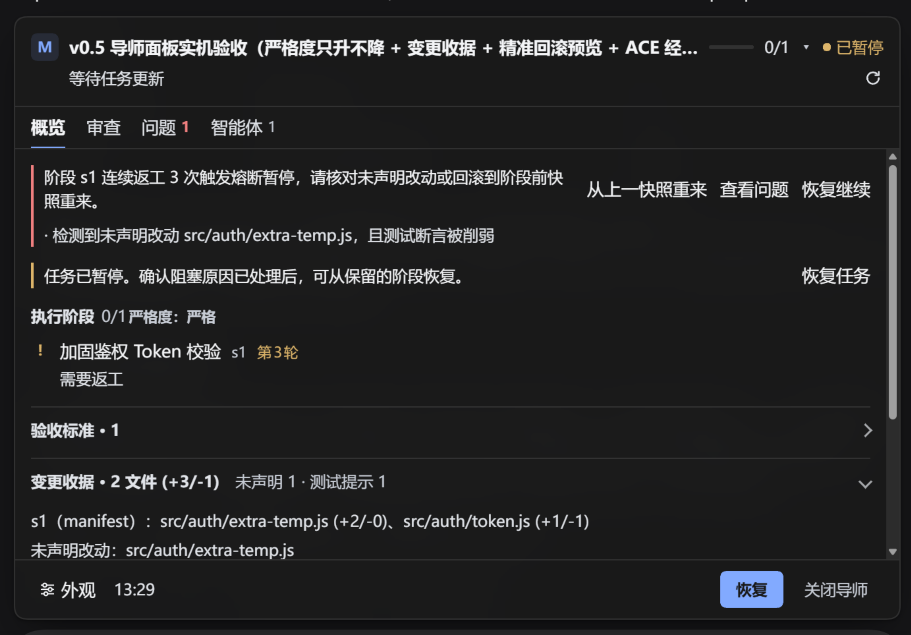 M v0.5 导师面板实机验收（严格度只升不降 + 变更收据 + 精准回滚预览 + ACE 经... 0/1 已暂停
等待任务更新
概览 审查 问题 1 智能体 1
阶段 s1 连续返工 3 次触发熔断暂停，请核对未声明改动或回滚到阶段前快
照重来。
从上一快照重来 查看问题 恢复继续
· 检测到未声明改动 src/auth/extra-temp.js，且测试断言被削弱
任务已暂停。确认阻塞原因已处理后，可从保留的阶段恢复。 恢复任务
执行阶段 0/1 严格度：严格
! 加固鉴权 Token 校验 s1 第3轮
需要返工
验收标准 • 1
变更收据 • 2 文件 (+3/-1) 未声明 1 · 测试提示 1
s1（manifest）：src/auth/extra-temp.js (+2/-0)、src/auth/token.js (+1/-1)
未声明改动：src/auth/extra-temp.js
外观 13:29 恢复 关闭导师